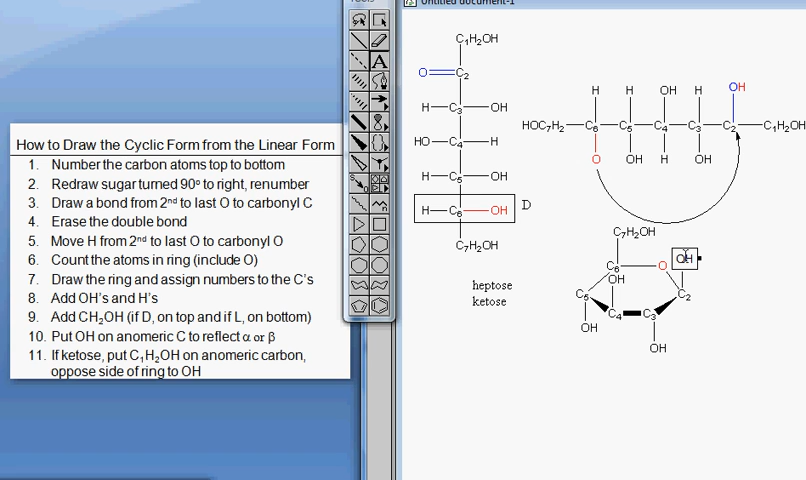 Tools
Untitled document-1
A
How to Draw the Cyclic Form from the Linear Form
1. Number the carbon atoms top to bottom
2. Redraw sugar turned 90º to right, renumber
3. Draw a bond from 2nd to last O to carbonyl C
4. Erase the double bond
5. Move H from 2nd to last O to carbonyl O
6. Count the atoms in ring (include O)
7. Draw the ring and assign numbers to the C's
8. Add OH's and H's
9. Add CH2OH (if D, on top and if L, on bottom)
10. Put OH on anomeric C to reflect α or β
11. If ketose, put C1H2OH on anomeric carbon,
oppose side of ring to OH
C1H2OH
O C2
H C3 OH
HO C4 H
H C5 OH
H C6 OH D
C7H2OH
heptose
ketose
H H OH H OH
HOC7H2 C6 C5 C4 C3 C2 C1H2OH
O OH H OH
C7H2OH
C6 O OH
OH
C5 C2
C4 C3
OH
OH